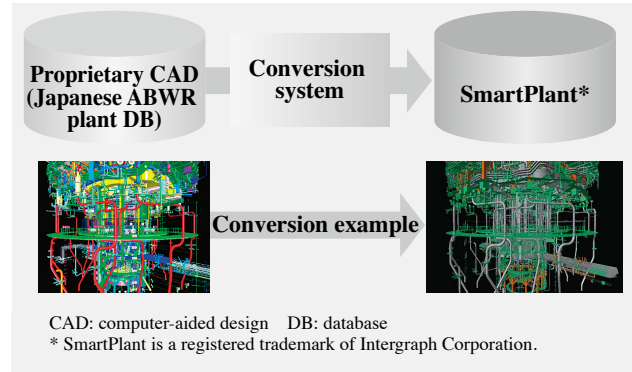 Proprietary CAD
(Japanese ABWR
plant DB)
Conversion
system
SmartPlant*
Conversion example
CAD: computer-aided design DB: database
* SmartPlant is a registered trademark of Intergraph Corporation.